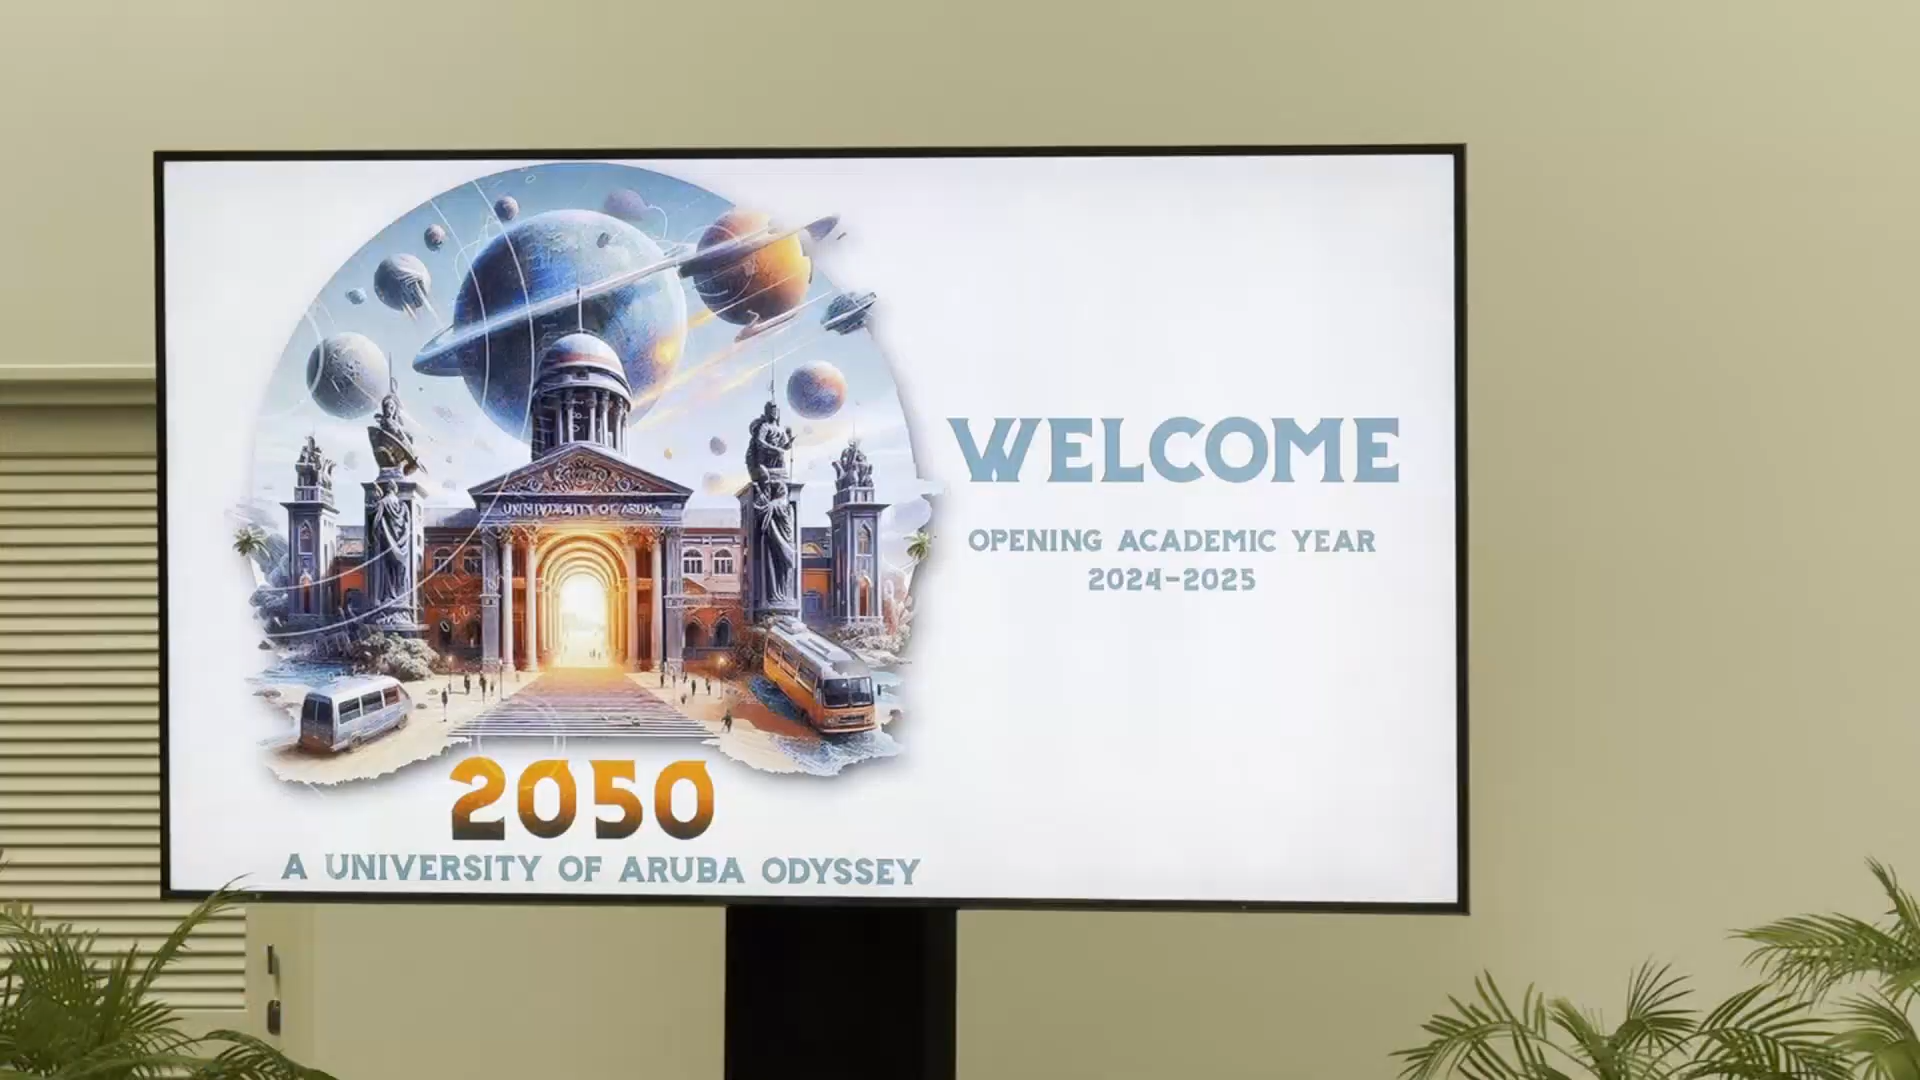 WELCOME
OPENING ACADEMIC YEAR
2024-2025
2050
A UNIVERSITY OF ARUBA ODYSSEY